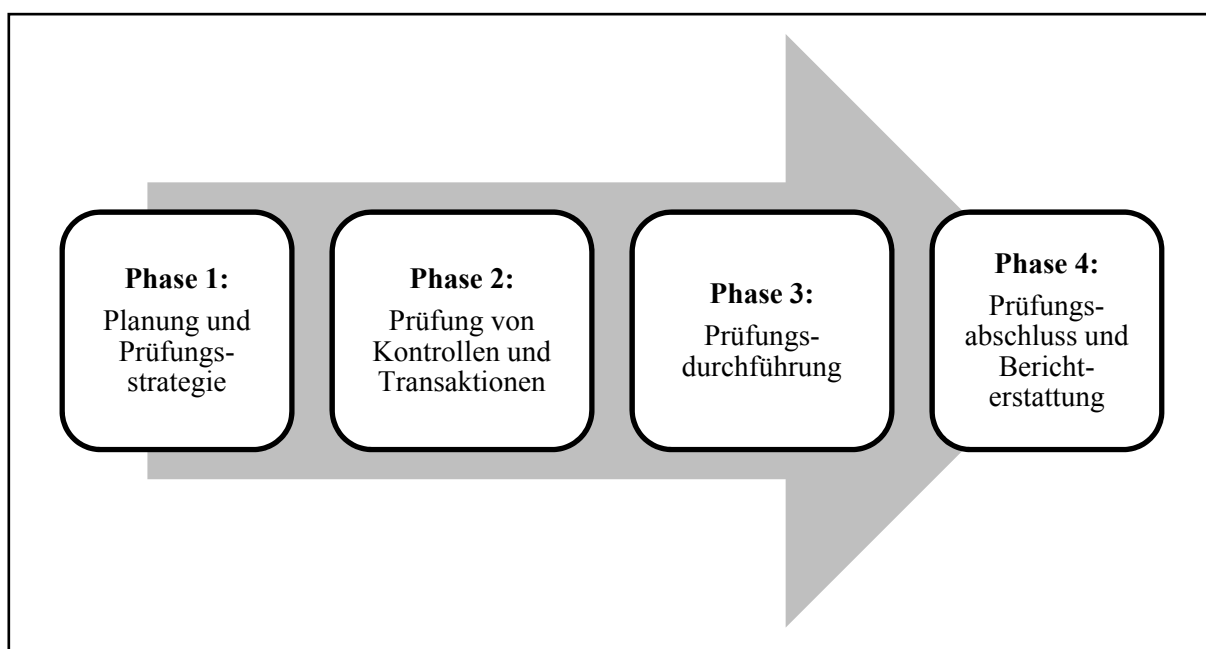 Phase 1:
Planung und
Prüfungs-
strategie
Phase 2:
Prüfung von
Kontrollen und
Transaktionen
Phase 3:
Prüfungs-
durchführung
Phase 4:
Prüfungs-
abschluss und
Bericht-
erstattung